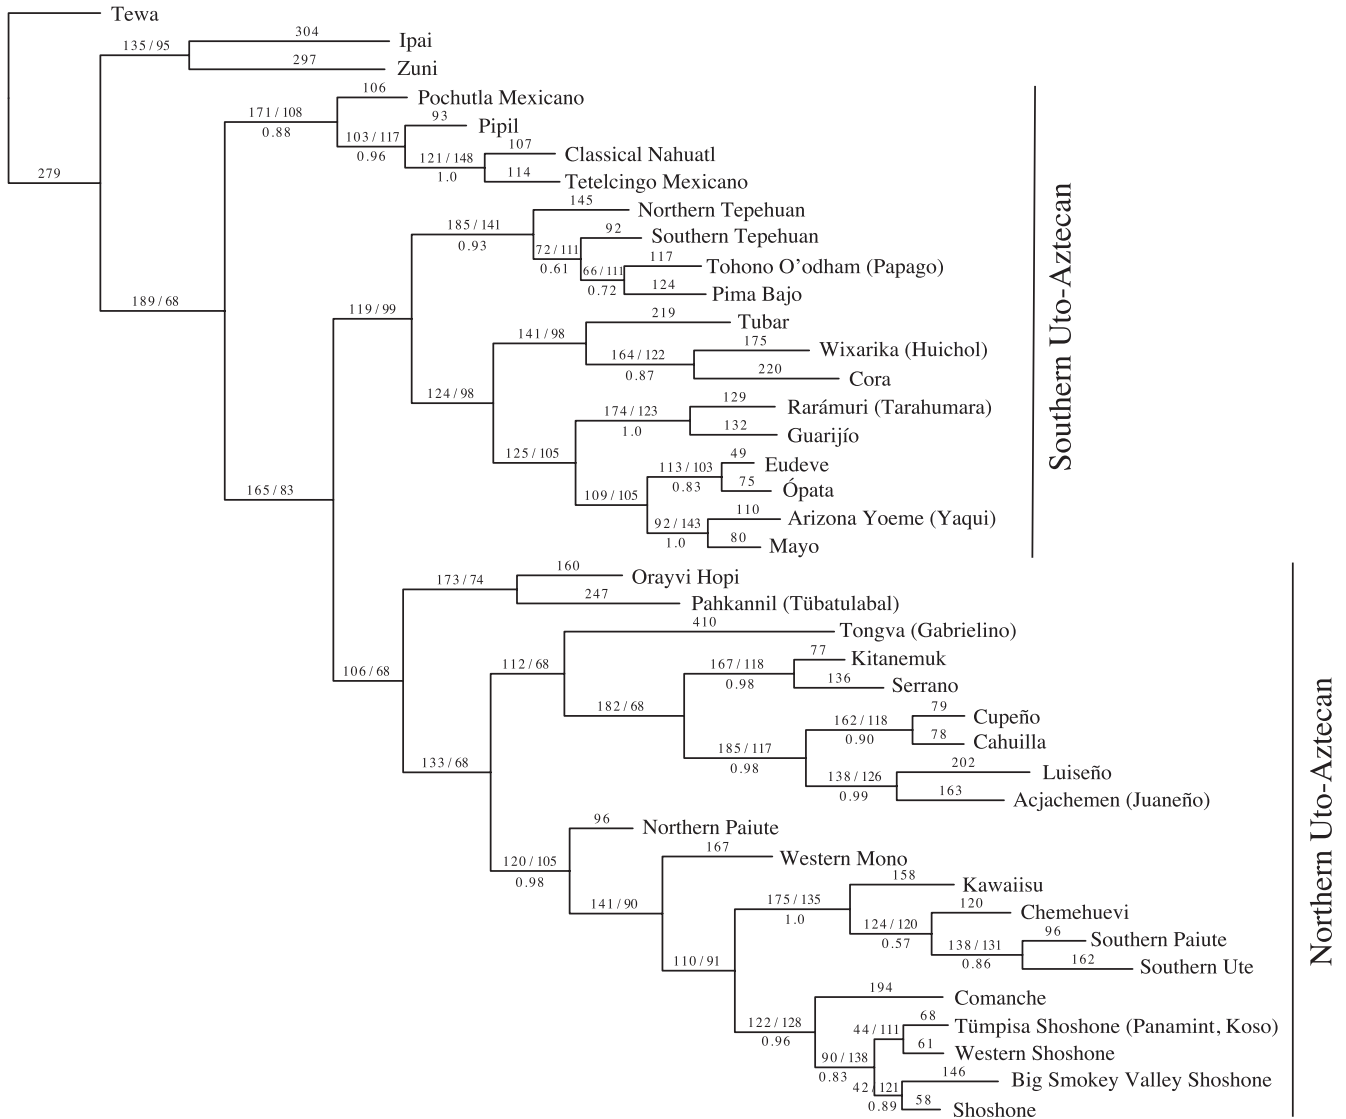 Tewa
304
135 / 95
Ipai
297
Zuni
106
Pochutla Mexicano
171 / 108
0.88
93
Pipil
103 / 117
0.96
107
Classical Nahuatl
121 / 148
1.0
114
Tetelcingo Mexicano
279
145
Northern Tepehuan
185 / 141
0.93
92
Southern Tepehuan
72 / 111
0.61
117
Tohono O’odham (Papago)
66 / 111
0.72
124
Pima Bajo
189 / 68
119 / 99
219
Tubar
141 / 98
175
Wixarika (Huichol)
164 / 122
0.87
220
Cora
124 / 98
129
Rarámuri (Tarahumara)
174 / 123
1.0
132
Guarijío
125 / 105
49
Eudeve
113 / 103
0.83
75
Ópata
109 / 105
110
Arizona Yoeme (Yaqui)
92 / 143
1.0
80
Mayo
165 / 83
Southern Uto-Aztecan
160
Orayvi Hopi
173 / 74
247
Pahkannil (Tübatulabal)
410
Tongva (Gabrielino)
106 / 68
112 / 68
77
Kitanemuk
167 / 118
0.98
136
Serrano
182 / 68
79
Cupeño
162 / 118
0.90
78
Cahuilla
185 / 117
0.98
133 / 68
202
Luiseño
138 / 126
0.99
163
Acjachemen (Juaneño)
96
Northern Paiute
120 / 105
0.98
167
Western Mono
141 / 90
158
Kawaiisu
175 / 135
1.0
120
Chemehuevi
124 / 120
0.57
96
Southern Paiute
138 / 131
0.86
162
Southern Ute
110 / 91
194
Comanche
122 / 128
0.96
68
Tümpisa Shoshone (Panamint, Koso)
44 / 111
61
Western Shoshone
90 / 138
0.83
146
Big Smokey Valley Shoshone
42 / 121
0.89
58
Shoshone
Northern Uto-Aztecan